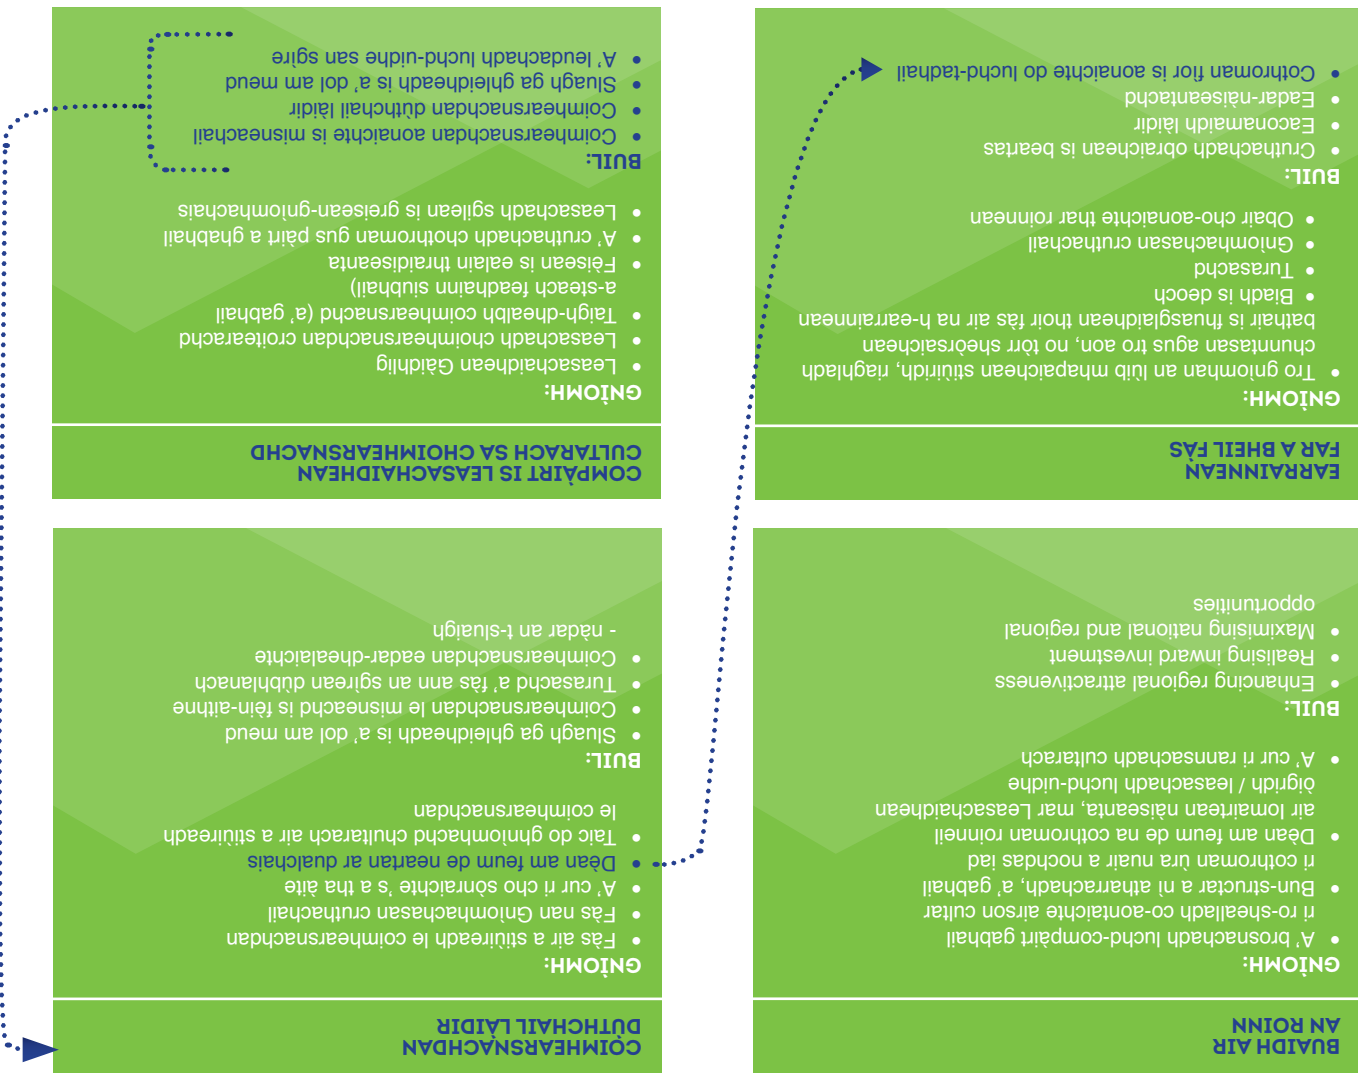 BUAIDH AIR
AN ROINN
GNÌOMH:
• A' brosnachadh luchd-compàirt gabhail
ri ro-shealladh co-aontaichte airson cultar
• Bun-structar a nì atharrachadh, a' gabhail
ri cothroman ùra nuair a nochdas iad
• Dèan am feum de na cothroman roinneil
air Iomairtean nàiseanta, mar Leasachaidhean
òigridh / leasachadh luchd-uidhe
• A' cur ri rannsachadh cultarach
BUIL:
• Enhancing regional attractiveness
• Realising inward investment
• Maximising national and regional
opportunities
COIMHEARSNACHDAN
DÙTHCHAIL LÀIDIR
GNÌOMH:
• Fàs air a stiùireadh le coimhearsnachdan
• Fàs nan Gnìomhachasan cruthachail
• A' cur ri cho sònraichte 's a tha àite
• Dèan am feum de neartan ar dualchais
• Taic do ghnìomhachd chultarach air a stiùireadh
le coimhearsnachdan
BUIL:
• Sluagh ga ghleidheadh is a' dol am meud
• Coimhearsnachdan le misneachd is fèin-aithne
• Turasachd a' fàs ann an sgìrean dùbhlanach
• Coimhearsnachdan eadar-dhealaichte
- nàdar an t-sluaigh
EARRAINNEAN
FAR A BHEIL FÀS
GNÌOMH:
• Tro gnìomhan an lùib mhapaichean stiùiridh, riaghladh
chunntasan agus tro aon, no tòrr sheòrsaichean
bathair is fhuasglaidhean thoir fàs air na h-earrainnean
• Biadh is deoch
• Turasachd
• Gnìomhachasan cruthachail
• Obair cho-aonaichte thar roinnean
BUIL:
• Cruthachadh obraichean is beartas
• Eaconamaidh làidir
• Eadar-nàiseantachd
• Cothroman fìor is aonaichte do luchd-tadhail
COMPÀIRT IS LEASACHAIDHEAN
CULTARACH SA CHOIMHEARSNACHD
GNÌOMH:
• Leasachaidhean Gàidhlig
• Leasachadh choimhearsnachdan croitearachd
• Taigh-dhealbh coimhearsnachd (a' gabhail
a-steach feadhainn siubhail)
• Fèisean is ealain thraidiseanta
• A' cruthachadh chothroman gus pàirt a ghabhail
• Leasachadh sgilean is greisean-gnìomhachais
BUIL:
• Coimhearsnachdan aonaichte is misneachail
• Coimhearsnachdan dùthchail làidir
• Sluagh ga ghleidheadh is a' dol am meud
• A' leudachadh luchd-uidhe san sgìre